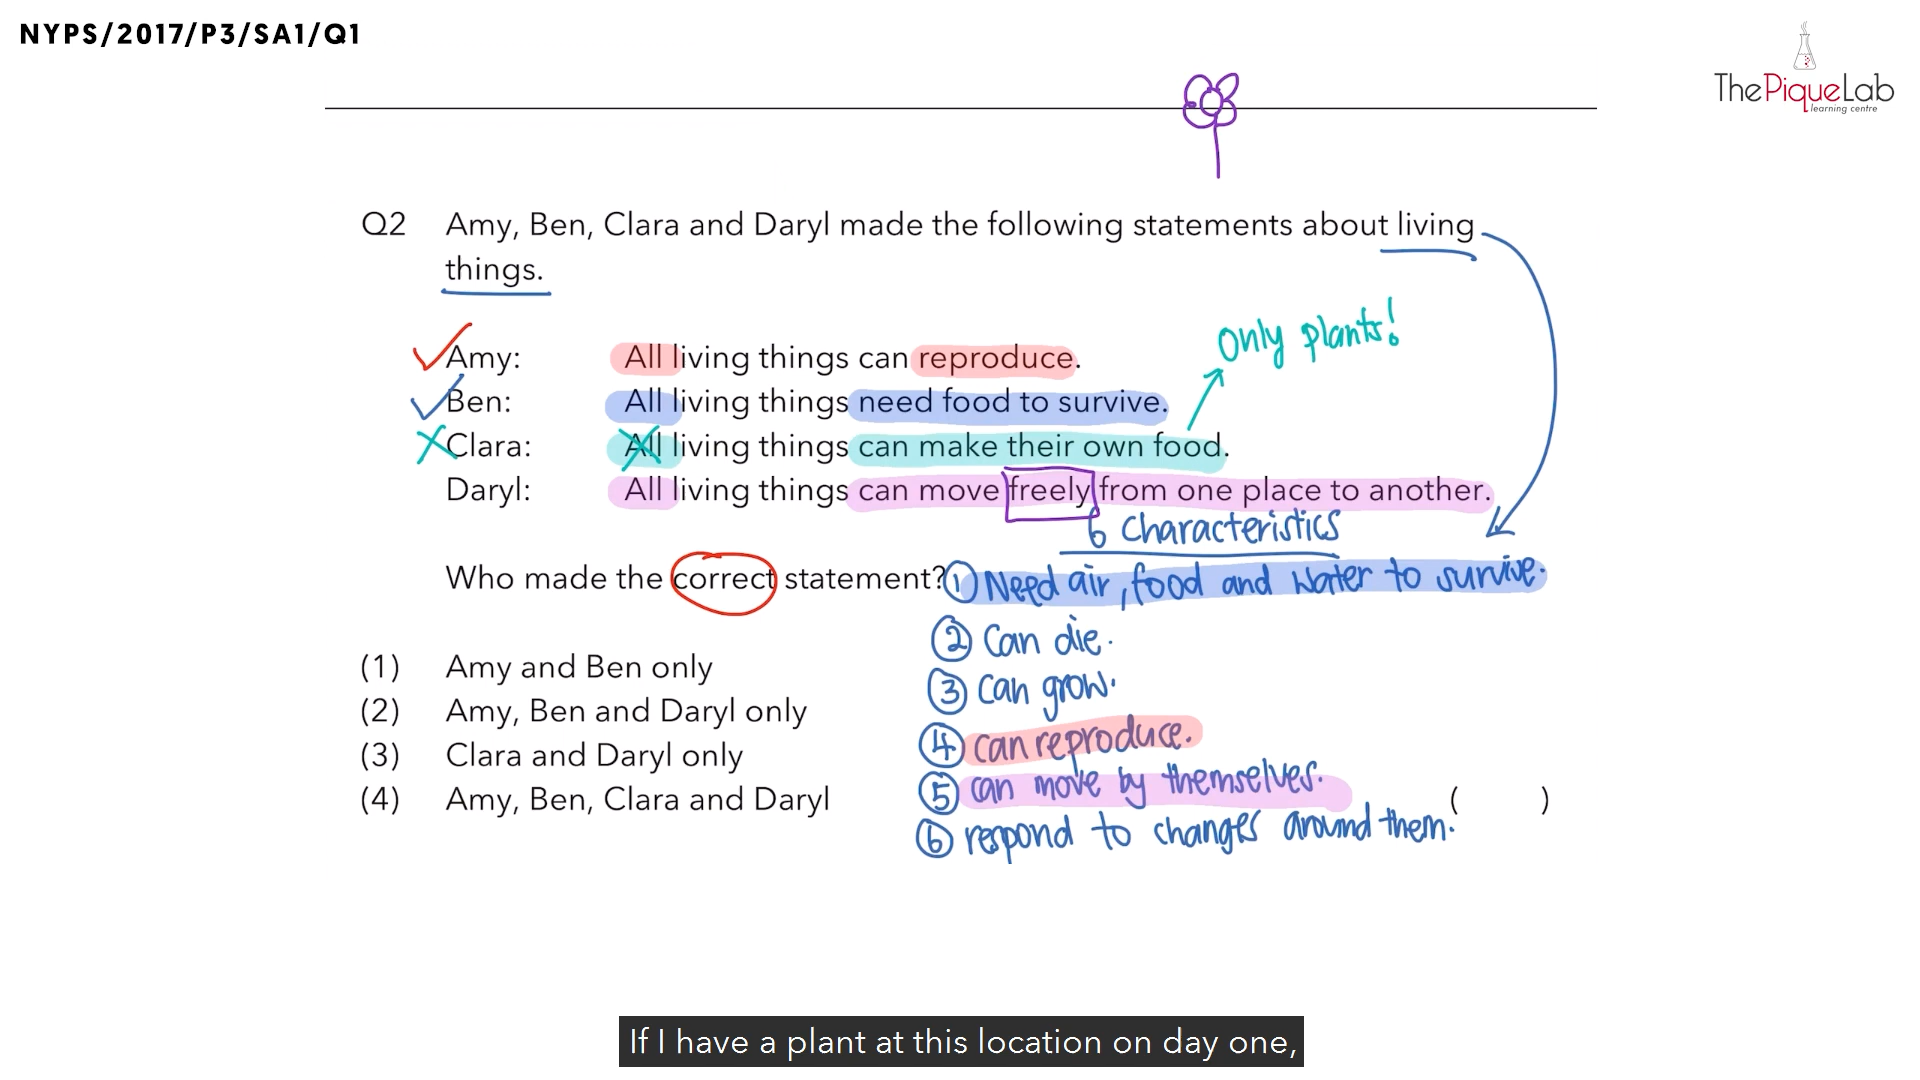 NYPS/2017/P3/SA1/Q1
ThePiqueLab
learning centre
Q2 Amy, Ben, Clara and Daryl made the following statements about living
things.
only plants!
Amy: All living things can reproduce.
Ben: All living things need food to survive.
Clara: All living things can make their own food.
Daryl: All living things can move freely from one place to another.
6 characteristics
Who made the correct statement?
① Need air, food and water to survive.
② Can die.
③ Can grow.
④ can reproduce.
⑤ can move by themselves.
⑥ respond to changes around them.
(1) Amy and Ben only
(2) Amy, Ben and Daryl only
(3) Clara and Daryl only
(4) Amy, Ben, Clara and Daryl ( )
If I have a plant at this location on day one,